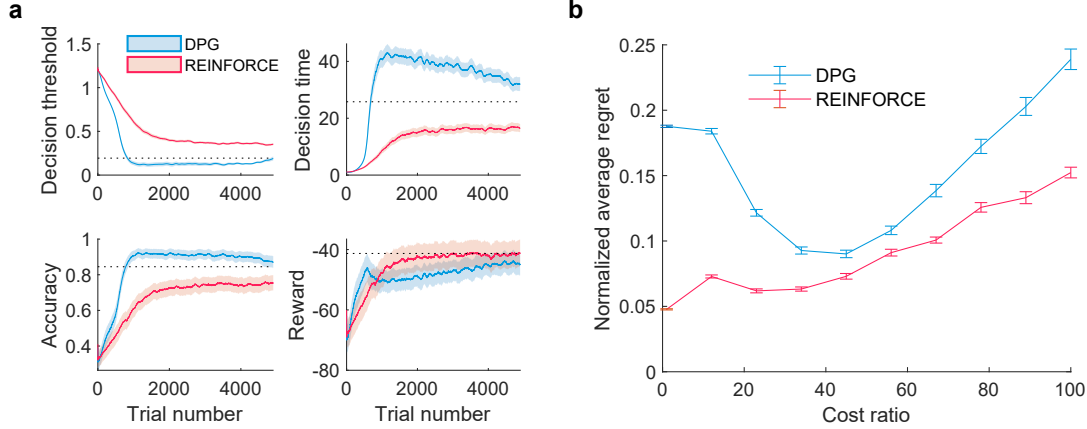 a
DPG
REINFORCE
Decision threshold
1.5
1
0.5
0
0
2000
4000
Decision time
40
20
0
0
2000
4000
Accuracy
1
0.8
0.6
0.4
0
2000
4000
Trial number
Reward
-40
-60
-80
0
2000
4000
Trial number
b
DPG
REINFORCE
Normalized average regret
0.25
0.2
0.15
0.1
0.05
0
0
20
40
60
80
100
Cost ratio